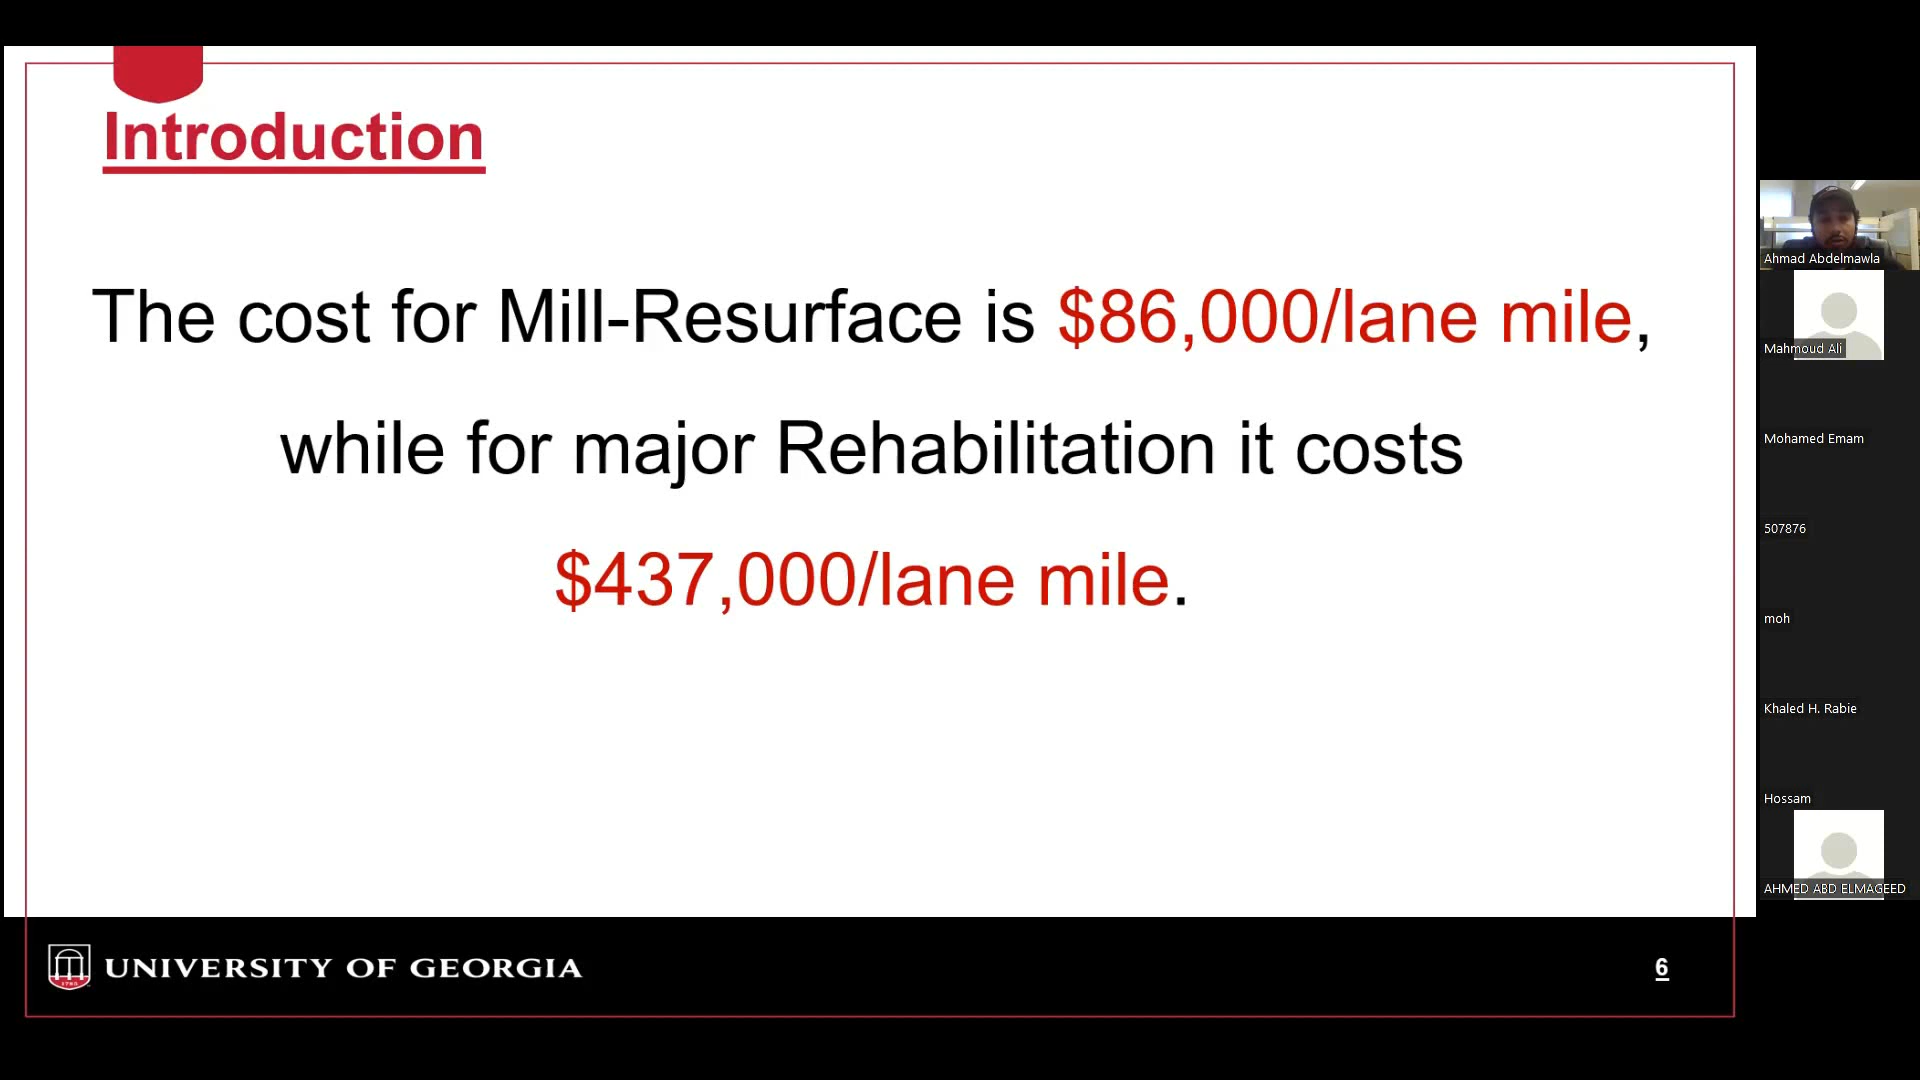 Introduction
The cost for Mill-Resurface is $86,000/lane mile,
while for major Rehabilitation it costs
$437,000/lane mile.
UNIVERSITY OF GEORGIA
1785
6
Ahmad Abdelmawla
Mahmoud Ali
Mohamed Emam
507876
moh
Khaled H. Rabie
Hossam
AHMED ABD ELMAGEED